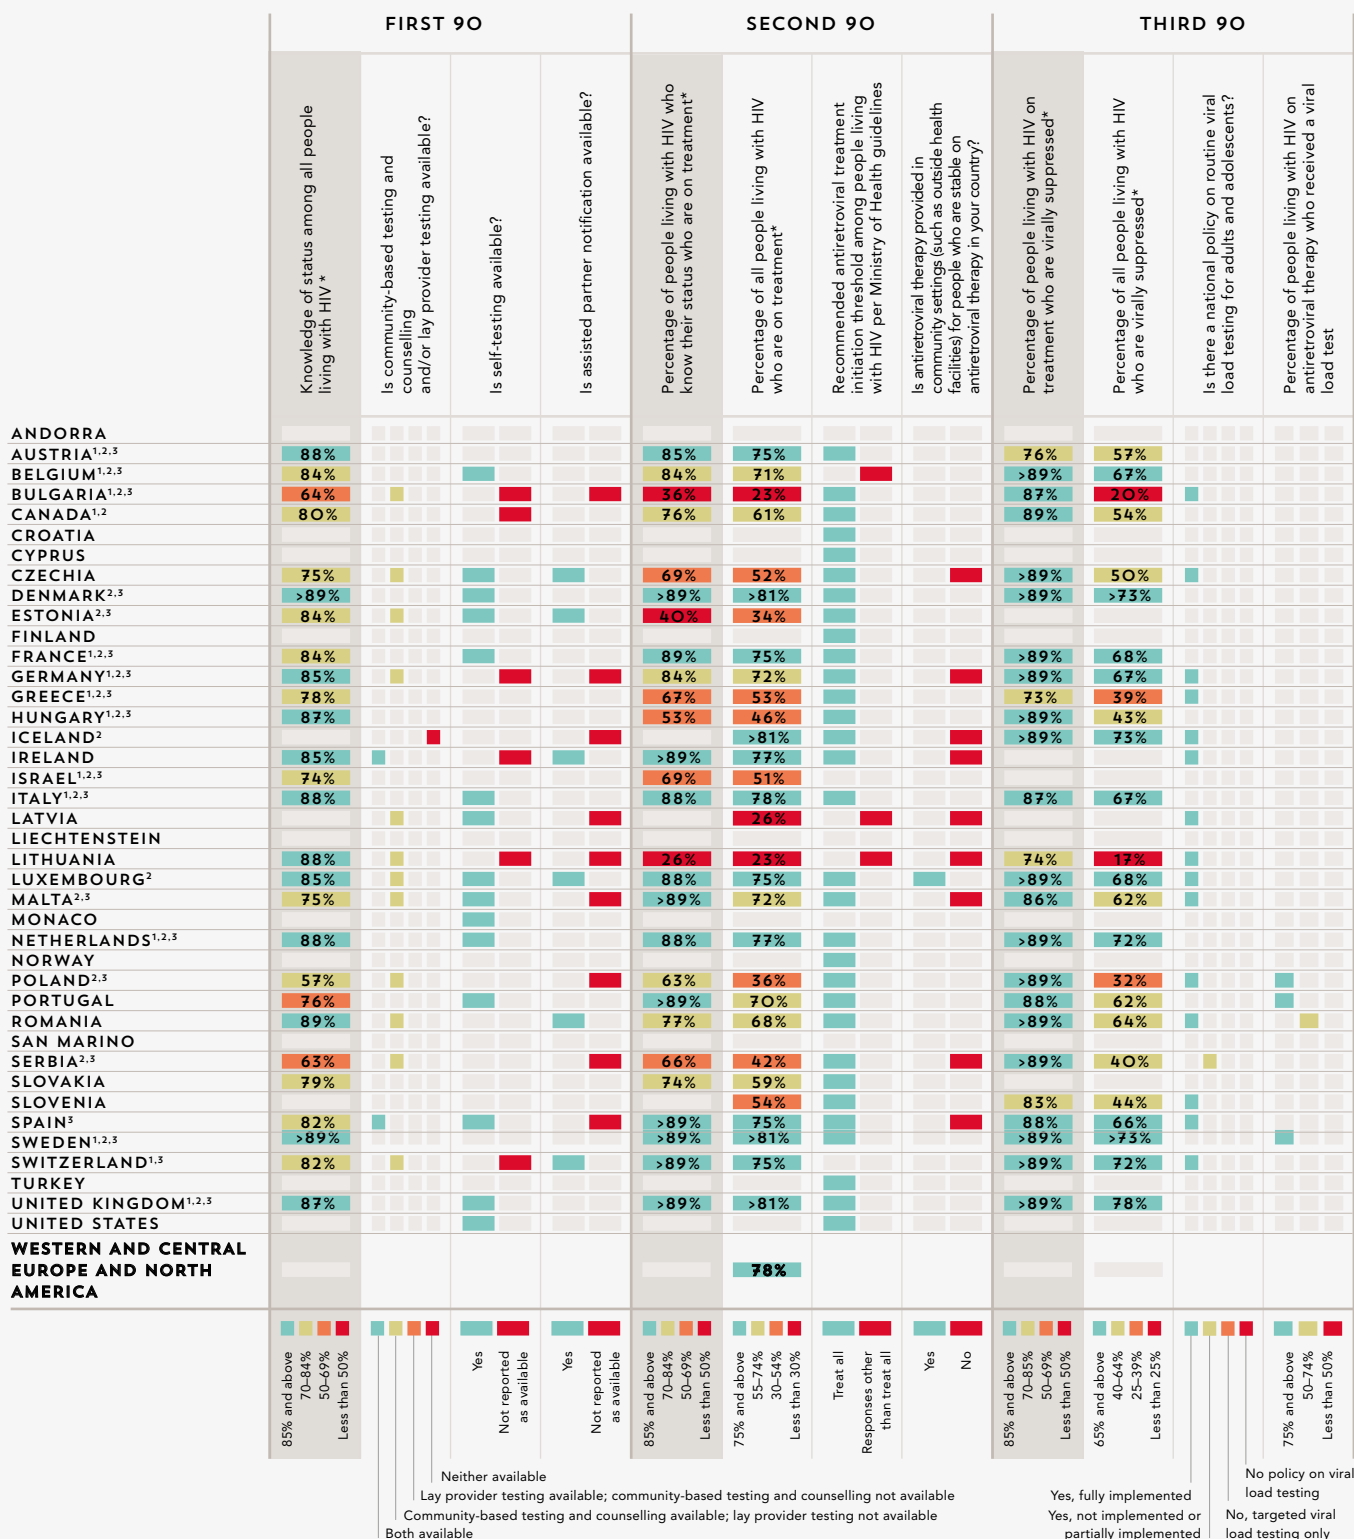 FIRST 90
SECOND 90
THIRD 90
Knowledge of status among all people
living with HIV *
Is community-based testing and
counselling
and/or lay provider testing available?
Is self-testing available?
Is assisted partner notification available?
Percentage of people living with HIV who
know their status who are on treatment*
Percentage of all people living with HIV
who are on treatment*
Recommended antiretroviral treatment
initiation threshold among people living
with HIV per Ministry of Health guidelines
Is antiretroviral therapy provided in
community settings (such as outside health
facilities) for people who are stable on
antiretroviral therapy in your country?
Percentage of people living with HIV on
treatment who are virally suppressed*
Percentage of all people living with HIV
who are virally suppressed*
Is there a national policy on routine viral
load testing for adults and adolescents?
Percentage of people living with HIV on
antiretroviral therapy who received a viral
load test
ANDORRA
AUSTRIA1,2,3 88% 85% 75% 76% 57%
BELGIUM1,2,3 84% 84% 71% >89% 67%
BULGARIA1,2,3 64% 36% 23% 87% 20%
CANADA1,2 80% 76% 61% 89% 54%
CROATIA
CYPRUS
CZECHIA 75% 69% 52% >89% 50%
DENMARK2,3 >89% >89% >81% >89% >73%
ESTONIA2,3 84% 40% 34%
FINLAND
FRANCE1,2,3 84% 89% 75% >89% 68%
GERMANY1,2,3 85% 84% 72% >89% 67%
GREECE1,2,3 78% 67% 53% 73% 39%
HUNGARY1,2,3 87% 53% 46% >89% 43%
ICELAND2 >81% >89% 73%
IRELAND 85% >89% 77% >89% 73%
ISRAEL1,2,3 74% 69% 51%
ITALY1,2,3 88% 88% 78% 87% 67%
LATVIA 26%
LIECHTENSTEIN
LITHUANIA 88% 26% 23% 74% 17%
LUXEMBOURG2 85% 88% 75% >89% 68%
MALTA2,3 75% >89% 72% 86% 62%
MONACO
NETHERLANDS1,2,3 88% 88% 77% >89% 72%
NORWAY
POLAND2,3 57% 63% 36% >89% 32%
PORTUGAL 76% >89% 70% 88% 62%
ROMANIA 89% 77% 68% >89% 64%
SAN MARINO
SERBIA2,3 63% 66% 42% >89% 40%
SLOVAKIA 79% 74% 59%
SLOVENIA 54% 83% 44%
SPAIN3 82% >89% 75% 88% 66%
SWEDEN1,2,3 >89% >89% >81% >89% >73%
SWITZERLAND1,3 82% >89% 75% >89% 72%
TURKEY
UNITED KINGDOM1,2,3 87% >89% >81% >89% 78%
UNITED STATES
WESTERN AND CENTRAL
EUROPE AND NORTH 78%
AMERICA
85% and above
70–84%
50–69%
Less than 50%
Yes
Not reported
as available
Yes
Not reported
as available
85% and above
70–84%
50–69%
Less than 50%
75% and above
55–74%
30–54%
Less than 30%
Treat all
Responses other
than treat all
Yes
No
85% and above
70–85%
50–69%
Less than 50%
65% and above
40–64%
25–39%
Less than 25%
75% and above
50–74%
Less than 50%
Neither available
Lay provider testing available; community-based testing and counselling not available
Community-based testing and counselling available; lay provider testing not available
Both available
Yes, fully implemented
Yes, not implemented or
partially implemented
No policy on viral
load testing
No, targeted viral
load testing only